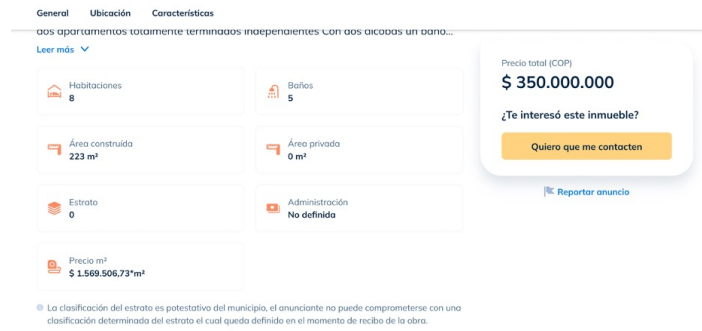 General Ubicación Características
dos apartamentos totalmente terminados independientes Con dos alcobas un baño...
Leer más
Habitaciones
8
Baños
5
Área construida
223 m²
Área privada
0 m²
Estrato
0
Administración
No definida
Precio m²
$ 1.569.506,73*m²
La clasificación del estrato es potestativo del municipio, el anunciante no puede comprometerse con una
clasificación determinada del estrato el cual queda definido en el momento de recibo de la obra.
Precio total (COP)
$ 350.000.000
¿Te interesó este inmueble?
Quiero que me contacten
Reportar anuncio